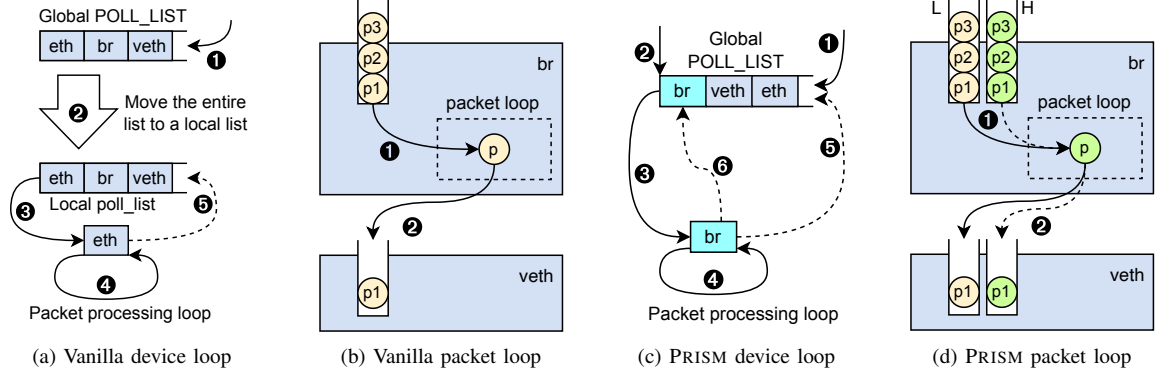 Global POLL_LIST
eth br veth
❶
❷
Move the entire
list to a local list
eth br veth
Local poll_list
❸
❺
eth
❹
Packet processing loop
(a) Vanilla device loop
p3
p2
p1
br
packet loop
❶
p
❷
veth
p1
(b) Vanilla packet loop
❷
Global
POLL_LIST
❶
br veth eth
❸
❻
❺
br
❹
Packet processing loop
(c) PRISM device loop
L H
p3 p3
p2 p2
p1 p1
br
packet loop
❶
p
❷
veth
p1 p1
(d) PRISM packet loop